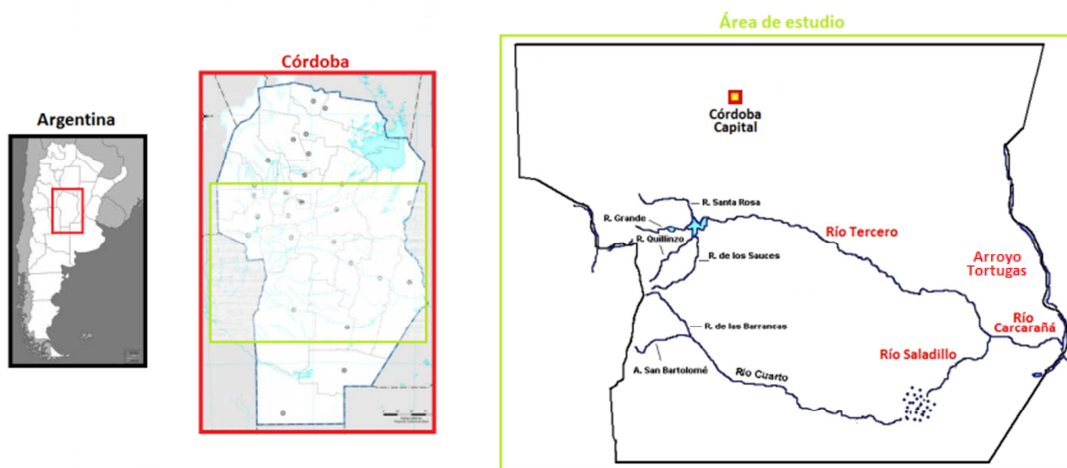 Área de estudio
Córdoba
Argentina
Córdoba
Capital
R. Santa Rosa
R. Grande
R. Quillinzo
R. de los Sauces
Río Tercero
Arroyo
Tortugas
Río
Carcarañá
R. de las Barrancas
Río Saladillo
A. San Bartolomé
Río Cuarto